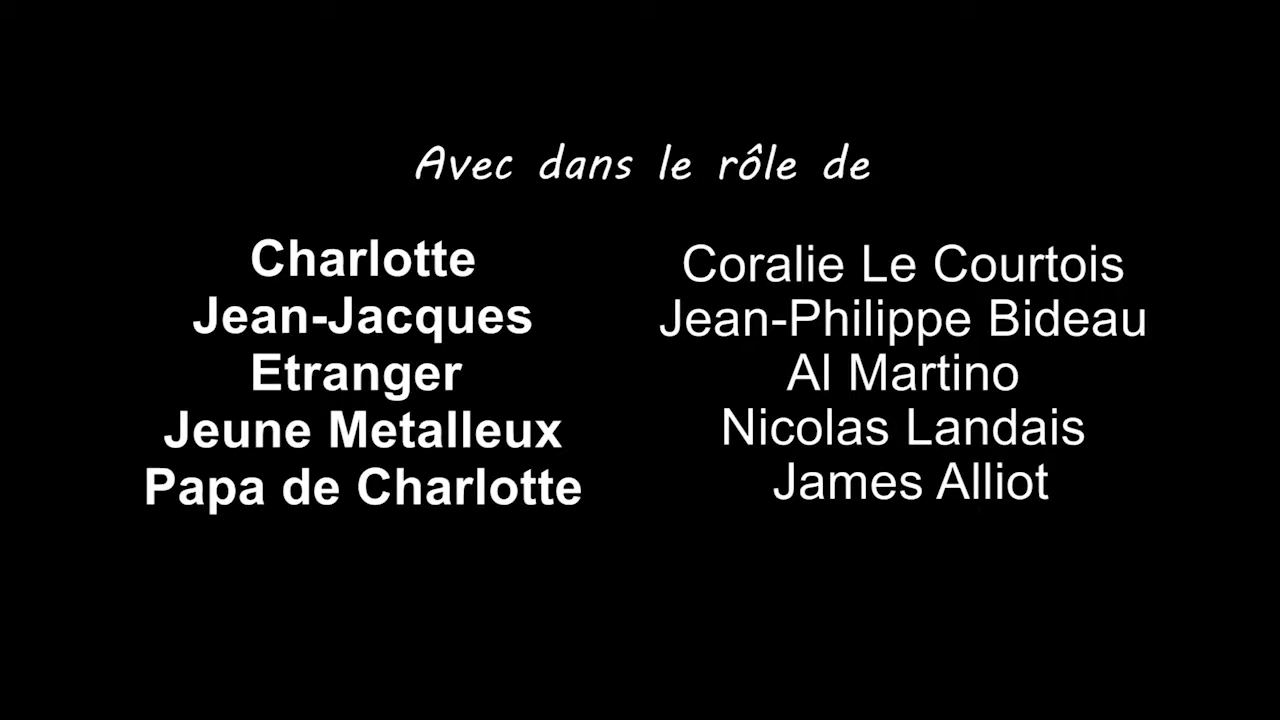 Avec dans le rôle de
Charlotte Coralie Le Courtois
Jean-Jacques Jean-Philippe Bideau
Etranger Al Martino
Jeune Metalleux Nicolas Landais
Papa de Charlotte James Alliot